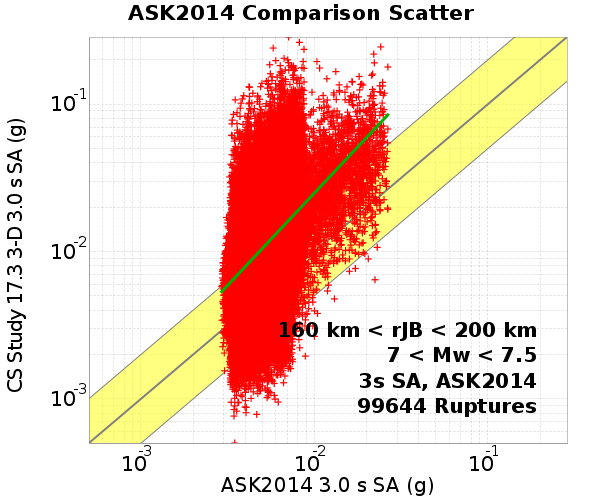 ASK2014 Comparison Scatter
CS Study 17.3 3-D 3.0 s SA (g)
10-1
10-2
10-3
160 km < rJB < 200 km
7 < Mw < 7.5
3s SA, ASK2014
99644 Ruptures
10-3 10-2 10-1
ASK2014 3.0 s SA (g)